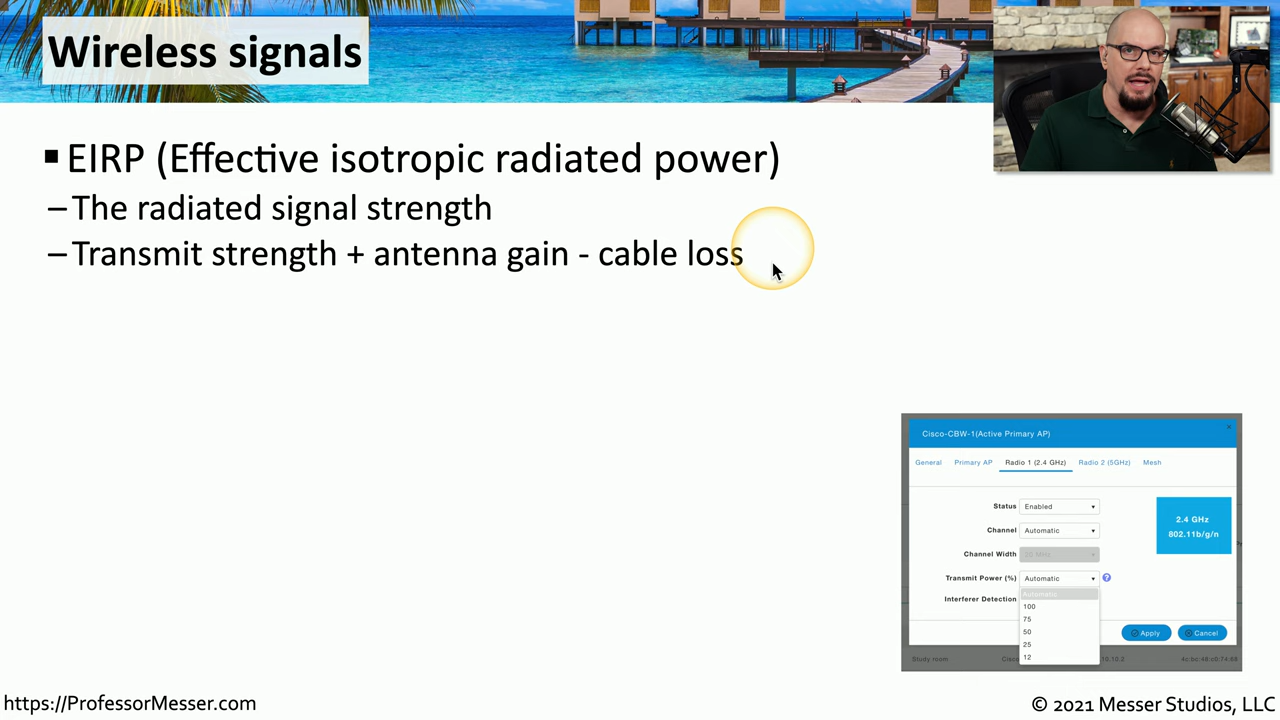 Wireless signals
▪ EIRP (Effective isotropic radiated power)
–The radiated signal strength
–Transmit strength + antenna gain - cable loss
Cisco-CBW-1(Active Primary AP)
General Primary AP Radio 1 (2.4 GHz) Radio 2 (5GHz) Mesh
Status Enabled
2.4 GHz
802.11b/g/n
Channel Automatic
Channel Width 20 MHz
Transmit Power (%) Automatic
Automatic
Interferer Detection
100
75
50
25
12
Apply Cancel
Study room
https://ProfessorMesser.com
© 2021 Messer Studios, LLC